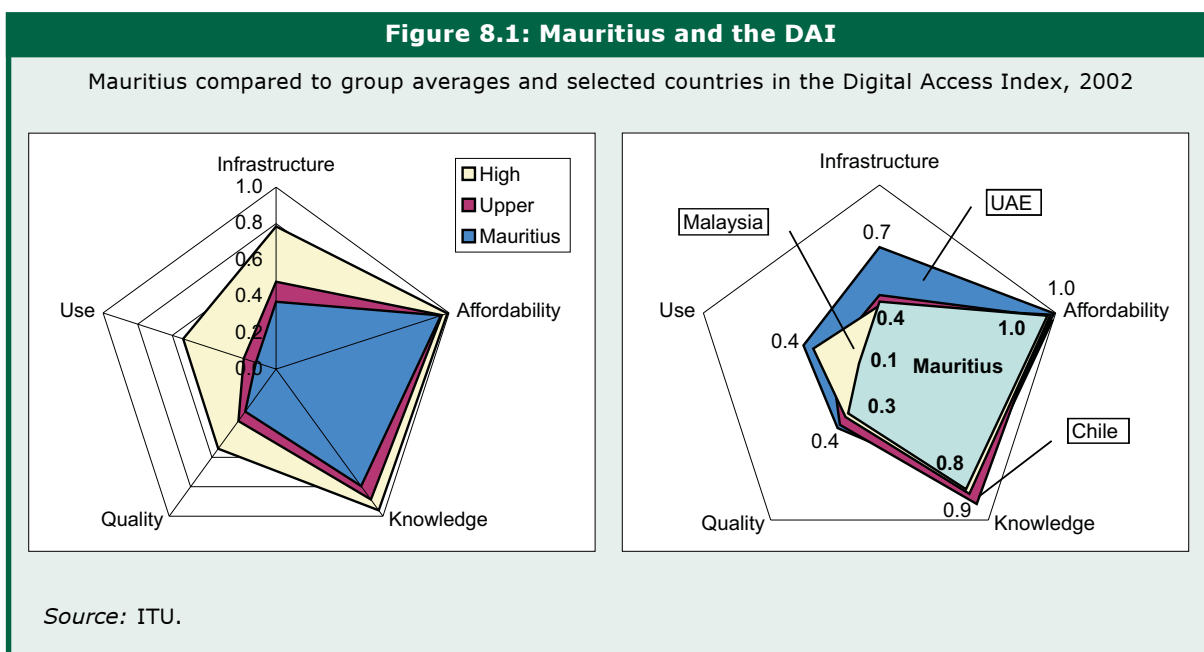 Figure 8.1: Mauritius and the DAI
Mauritius compared to group averages and selected countries in the Digital Access Index, 2002
Infrastructure
1.0
0.8
0.6
0.4
0.2
0.0
High
Upper
Mauritius
Use
Affordability
Quality
Knowledge
Infrastructure
UAE
Malaysia
0.7
1.0
Use
Affordability
0.4
1.0
0.4
0.1
Mauritius
0.3
0.4
Chile
0.8
0.9
Quality
Knowledge
Source: ITU.